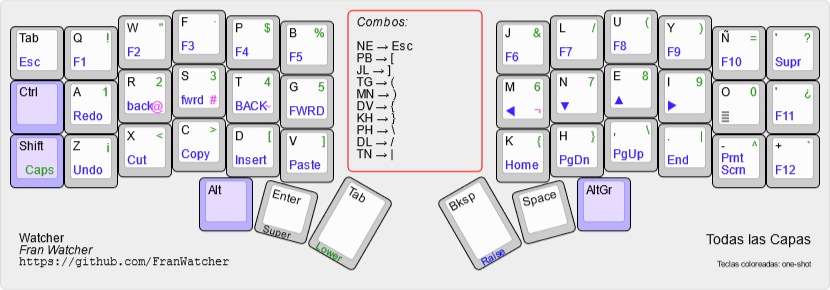 Combos:
NE → Esc
PB → [
JL → ]
TG → (
MN → )
DV → {
KH → }
PH → \
DL → /
TN → |
Tab Esc
Q ! F1
W " F2
F · F3
P $ F4
B % F5
J & F6
L / F7
U ( F8
Y ) F9
Ñ = F10
' ? Supr
Ctrl
A 1 Redo
R 2 back@
S 3 fwrd #
T 4 BACK~
G 5 FWRD
M 6 ◀ ¬
N 7 ▼
E 8 ▲
I 9 ▶
O 0 ≣
' ¿ F11
Shift Caps
Z ¡ Undo
X < Cut
C > Copy
D [ Insert
V ] Paste
K { Home
H } PgDn
, \ PgUp
. | End
- ^ Prnt Scrn
+ ` F12
Alt
Enter Super
Tab Lower
Bksp Raise
Space
AltGr
Watcher
Fran Watcher
https://github.com/FranWatcher
Todas las Capas
Teclas coloreadas: one-shot